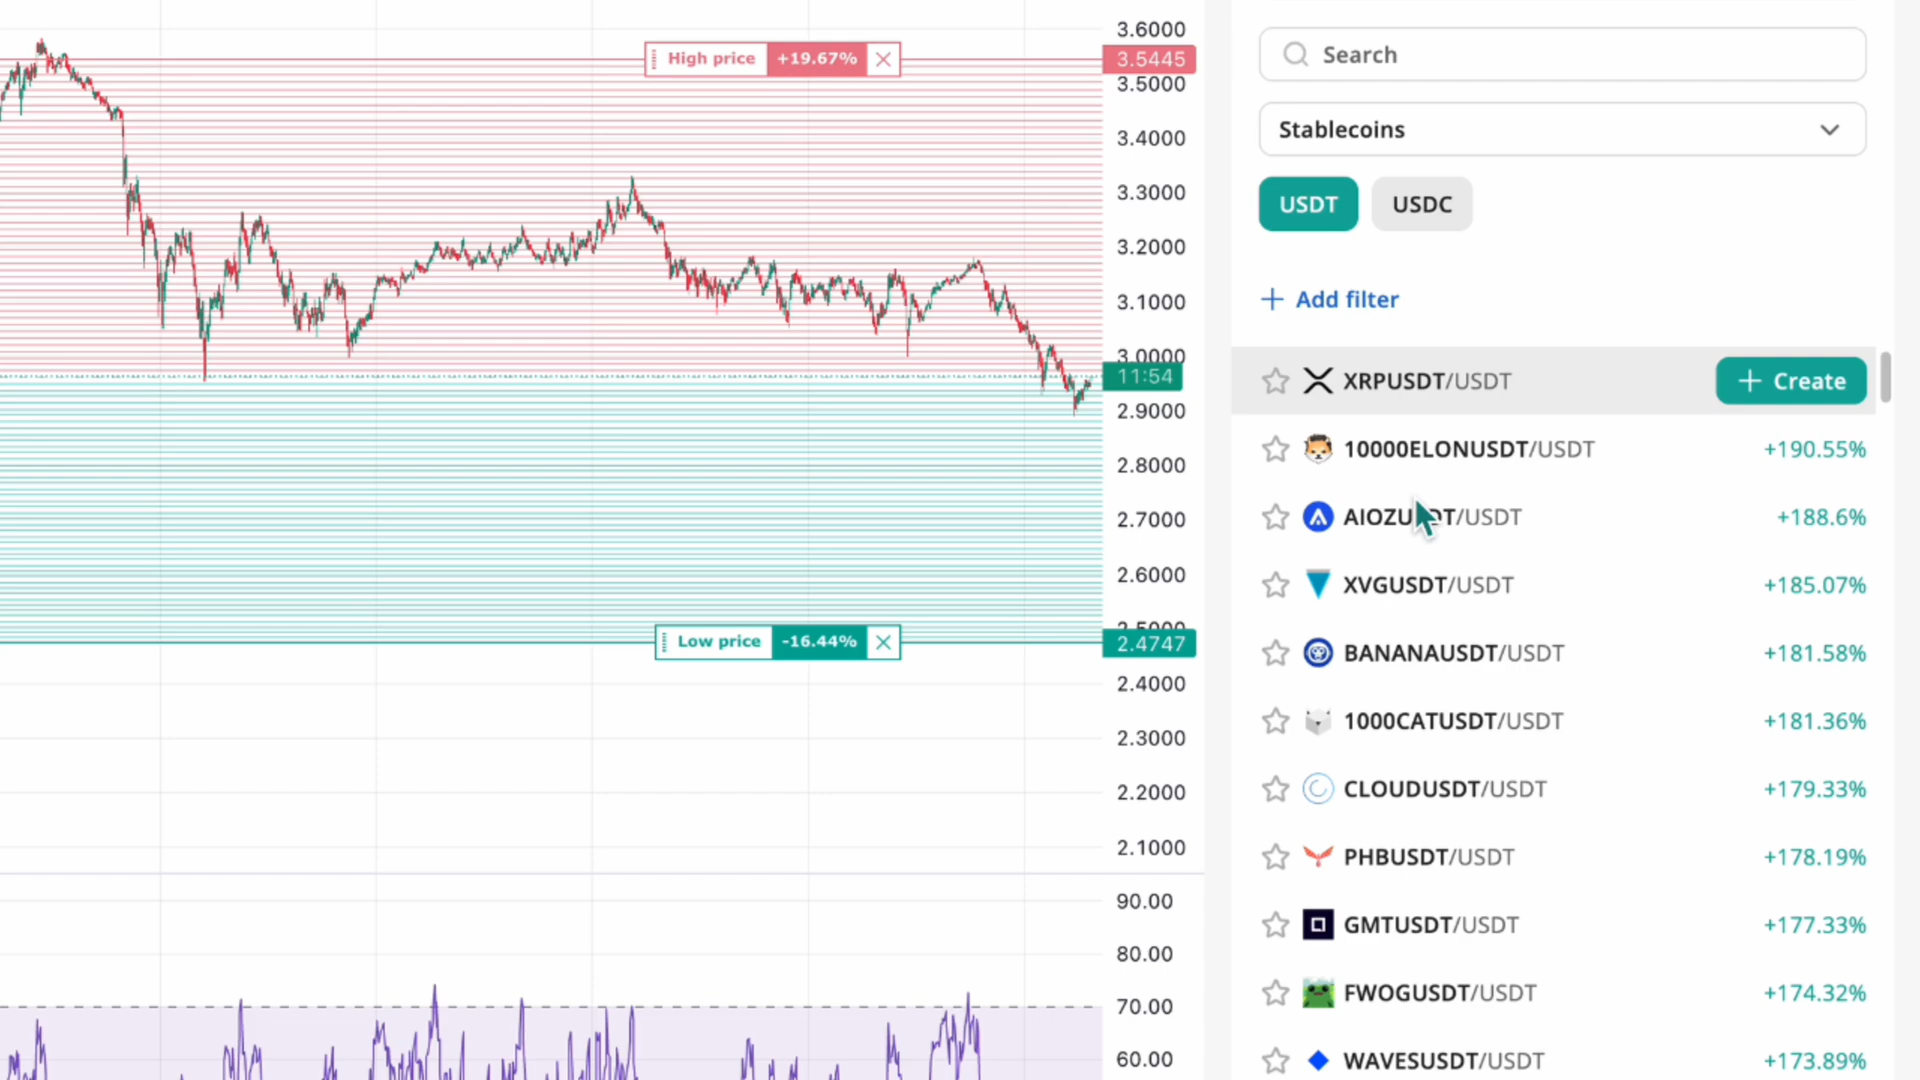 3.6000
High price +19.67%
3.5445
3.5000
3.4000
3.3000
3.2000
3.1000
3.0000
11:54
2.9000
2.8000
2.7000
2.6000
2.5000
Low price -16.44%
2.4747
2.4000
2.3000
2.2000
2.1000
90.00
80.00
70.00
60.00
Search
Stablecoins
USDT USDC
+ Add filter
XRPUSDT/USDT + Create
10000ELONUSDT/USDT +190.55%
AIOZUSDT/USDT +188.6%
XVGUSDT/USDT +185.07%
BANANAUSDT/USDT +181.58%
1000CATUSDT/USDT +181.36%
CLOUDUSDT/USDT +179.33%
PHBUSDT/USDT +178.19%
GMTUSDT/USDT +177.33%
FWOGUSDT/USDT +174.32%
WAVESUSDT/USDT +173.89%